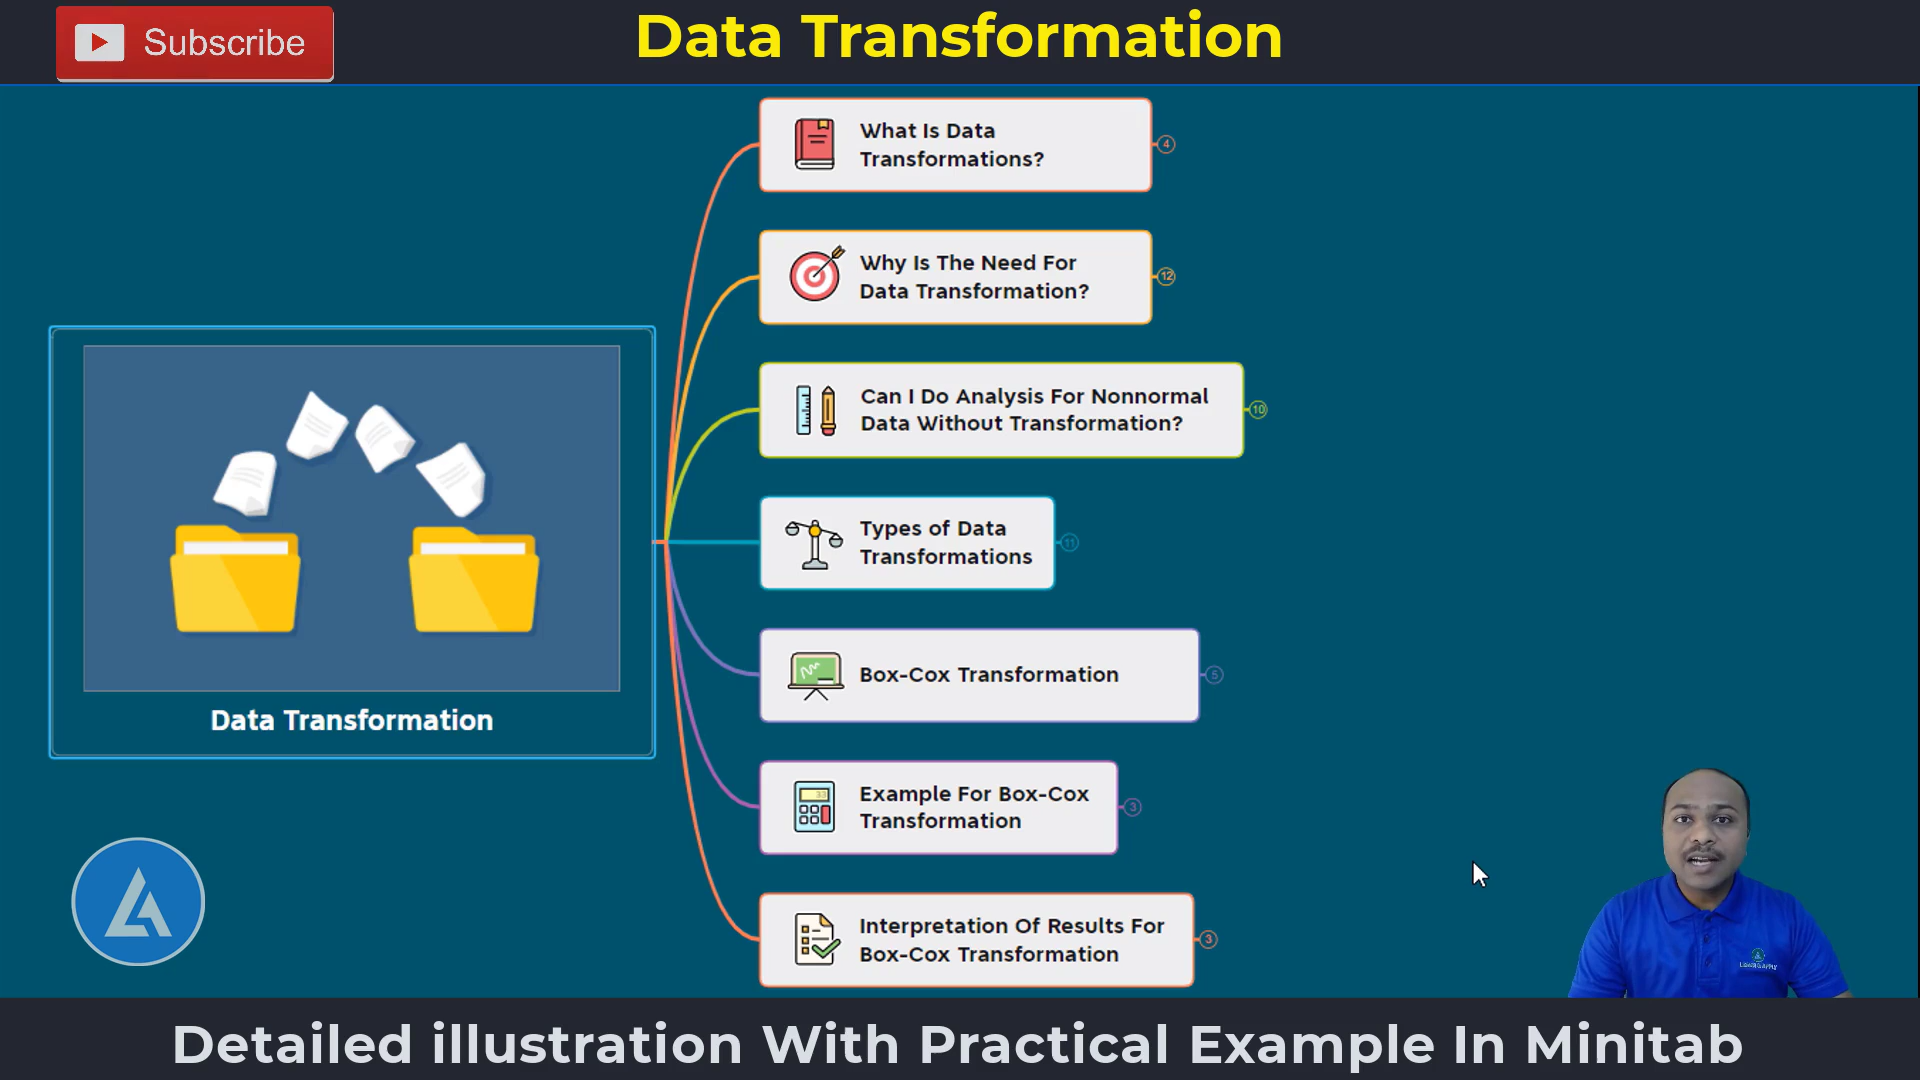 Subscribe
Data Transformation
What Is Data
Transformations?
4
Why Is The Need For
Data Transformation?
12
Can I Do Analysis For Nonnormal
Data Without Transformation?
10
Types of Data
Transformations
11
Box-Cox Transformation
5
33
Example For Box-Cox
Transformation
3
Interpretation Of Results For
Box-Cox Transformation
3
Data Transformation
Detailed illustration With Practical Example In Minitab